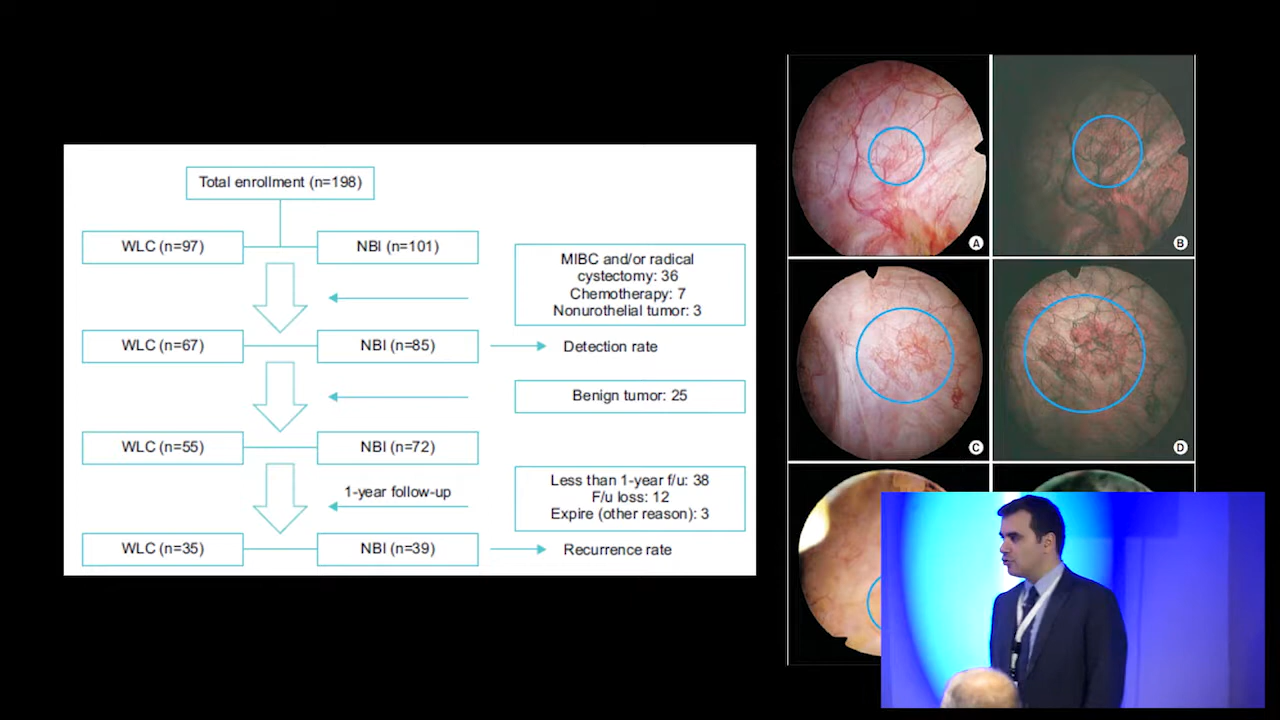 Total enrollment (n=198)
WLC (n=97)
NBI (n=101)
MIBC and/or radical
cystectomy: 36
Chemotherapy: 7
Nonurothelial tumor: 3
WLC (n=67)
NBI (n=85)
Detection rate
Benign tumor: 25
WLC (n=55)
NBI (n=72)
1-year follow-up
Less than 1-year f/u: 38
F/u loss: 12
Expire (other reason): 3
WLC (n=35)
NBI (n=39)
Recurrence rate
A
B
C
D